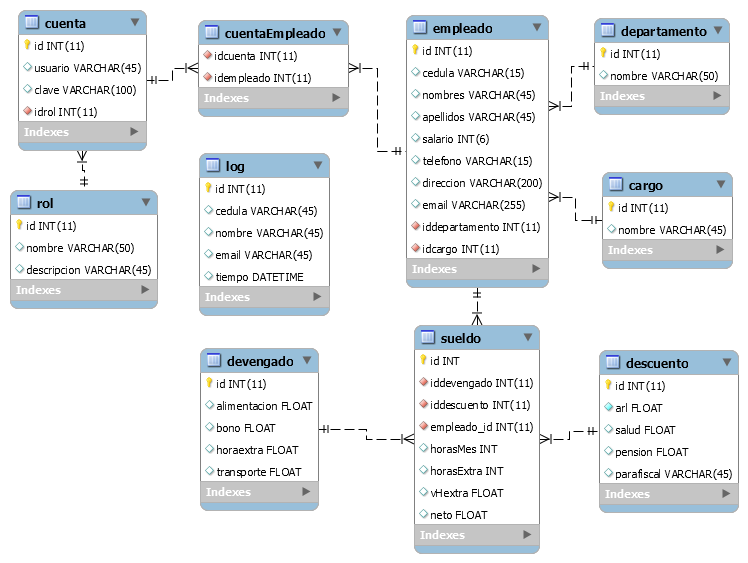 cuenta
id INT(11)
usuario VARCHAR(45)
clave VARCHAR(100)
idrol INT(11)
Indexes
cuentaEmpleado
idcuenta INT(11)
idempleado INT(11)
Indexes
empleado
id INT(11)
cedula VARCHAR(15)
nombres VARCHAR(45)
apellidos VARCHAR(45)
salario INT(6)
telefono VARCHAR(15)
direccion VARCHAR(200)
email VARCHAR(255)
iddepartamento INT(11)
idcargo INT(11)
Indexes
departamento
id INT(11)
nombre VARCHAR(50)
Indexes
rol
id INT(11)
nombre VARCHAR(50)
descripcion VARCHAR(45)
Indexes
log
id INT(11)
cedula VARCHAR(45)
nombre VARCHAR(45)
email VARCHAR(45)
tiempo DATETIME
Indexes
cargo
id INT(11)
nombre VARCHAR(45)
Indexes
devengado
id INT(11)
alimentacion FLOAT
bono FLOAT
horaextra FLOAT
transporte FLOAT
Indexes
sueldo
id INT
iddevengado INT(11)
iddescuento INT(11)
empleado_id INT(11)
horasMes INT
horasExtra INT
vHextra FLOAT
neto FLOAT
Indexes
descuento
id INT(11)
arl FLOAT
salud FLOAT
pension FLOAT
parafiscal VARCHAR(45)
Indexes